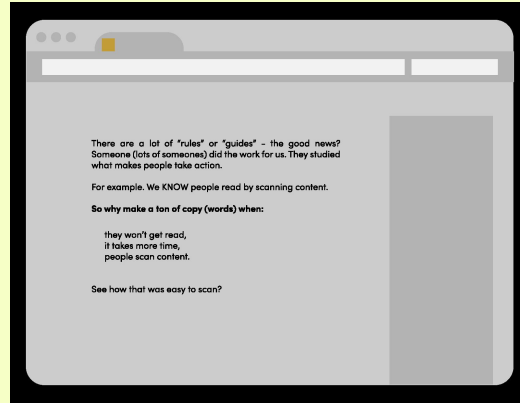 There are a lot of “rules” or “guides” - the good news?
Someone (lots of someones) did the work for us. They studied
what makes people take action.
For example. We KNOW people read by scanning content.
So why make a ton of copy (words) when:
they won’t get read,
it takes more time,
people scan content.
See how that was easy to scan?